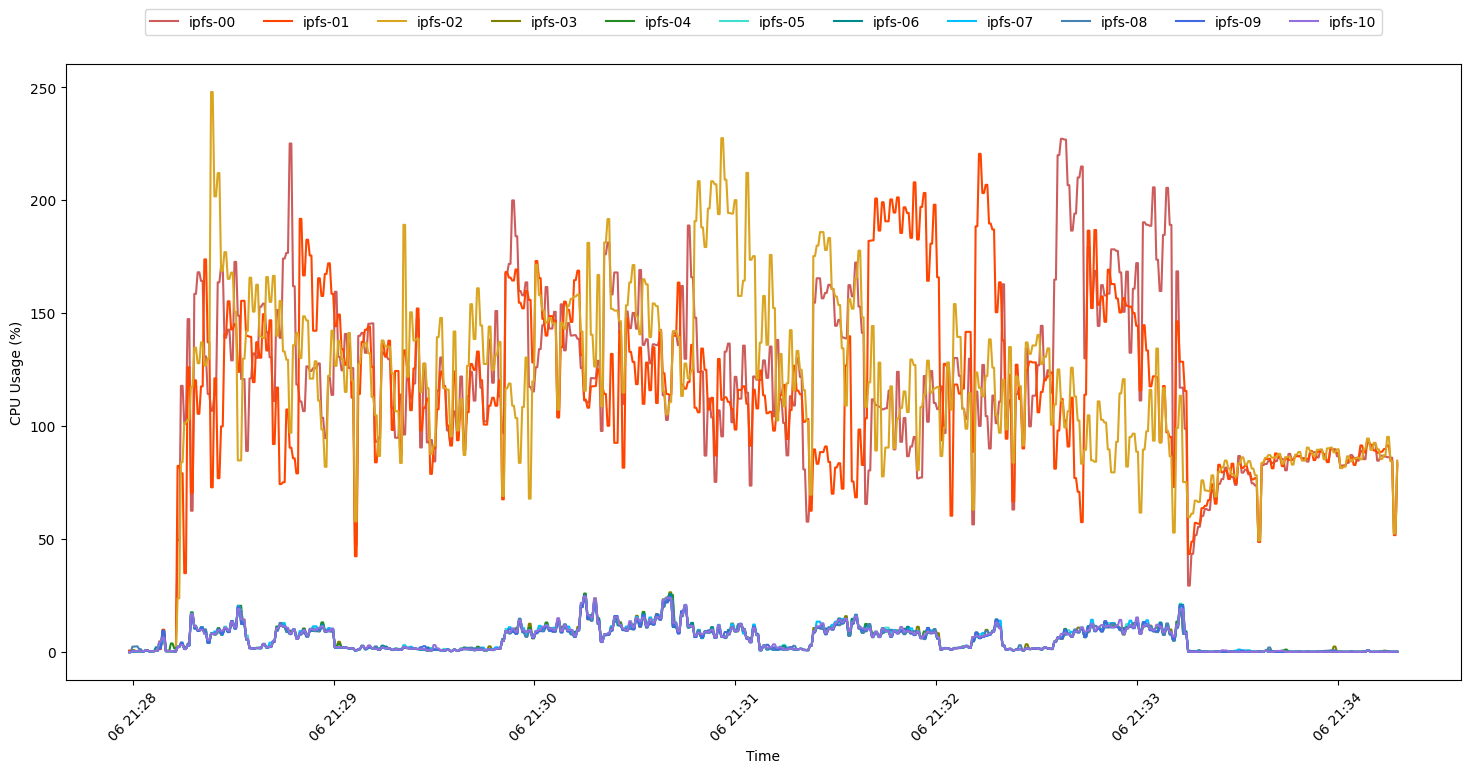 ipfs-00 ipfs-01 ipfs-02 ipfs-03 ipfs-04 ipfs-05 ipfs-06 ipfs-07 ipfs-08 ipfs-09 ipfs-10
CPU Usage (%)
250
200
150
100
50
0
06 21:28 06 21:29 06 21:30 06 21:31 06 21:32 06 21:33 06 21:34
Time